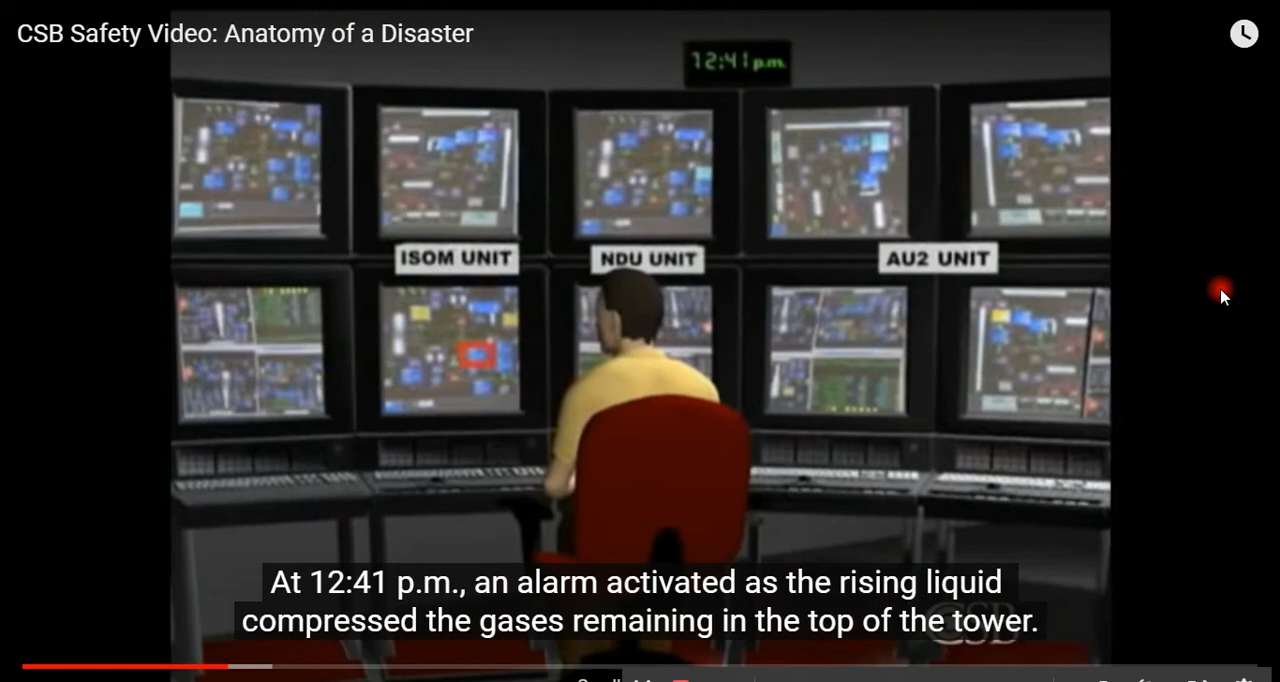 CSB Safety Video: Anatomy of a Disaster
12:41 p.m.
ISOM UNIT
NDU UNIT
AU2 UNIT
At 12:41 p.m., an alarm activated as the rising liquid
compressed the gases remaining in the top of the tower.
CSB